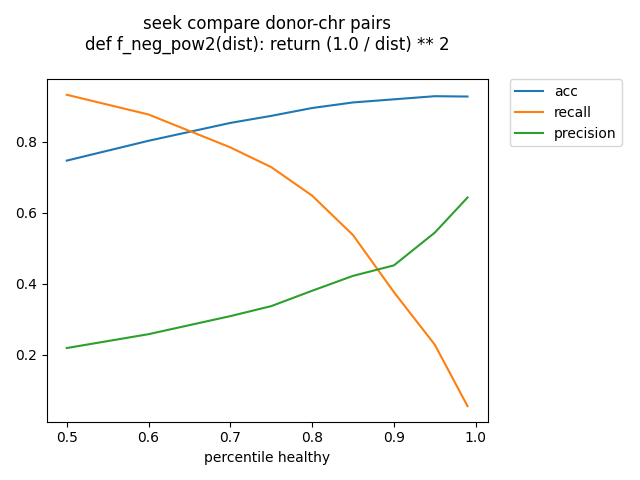 seek compare donor-chr pairs
def f_neg_pow2(dist): return (1.0 / dist) ** 2
acc
recall
precision
0.8
0.6
0.4
0.2
0.5 0.6 0.7 0.8 0.9 1.0
percentile healthy